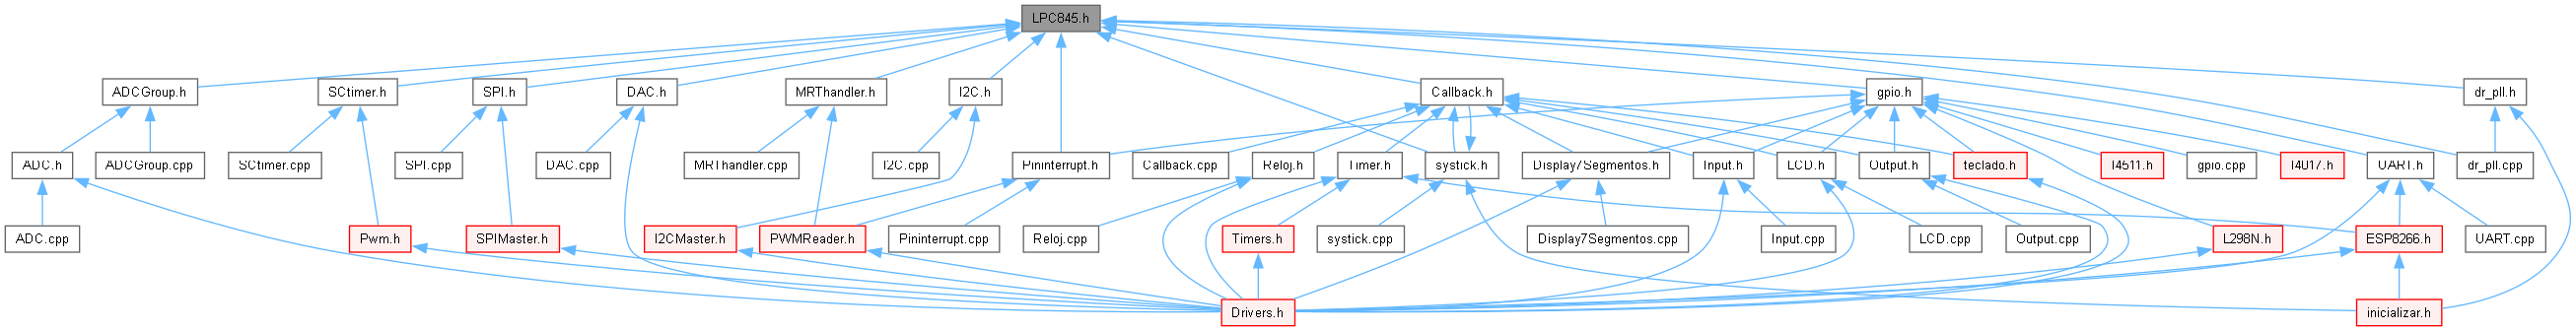 LPC845.h
ADCGroup.h
SCtimer.h
SPI.h
DAC.h
MRThandler.h
I2C.h
Callback.h
gpio.h
dr_pll.h
ADC.h
ADCGroup.cpp
SCtimer.cpp
SPI.cpp
DAC.cpp
MRThandler.cpp
I2C.cpp
Pininterrupt.h
Callback.cpp
Reloj.h
Timer.h
systick.h
Display7Segmentos.h
Input.h
LCD.h
Output.h
teclado.h
I4511.h
gpio.cpp
I4017.h
UART.h
dr_pll.cpp
ADC.cpp
Pwm.h
SPIMaster.h
I2CMaster.h
PWMReader.h
Pininterrupt.cpp
Reloj.cpp
Timers.h
systick.cpp
Display7Segmentos.cpp
Input.cpp
LCD.cpp
Output.cpp
L298N.h
ESP8266.h
UART.cpp
Drivers.h
inicializar.h